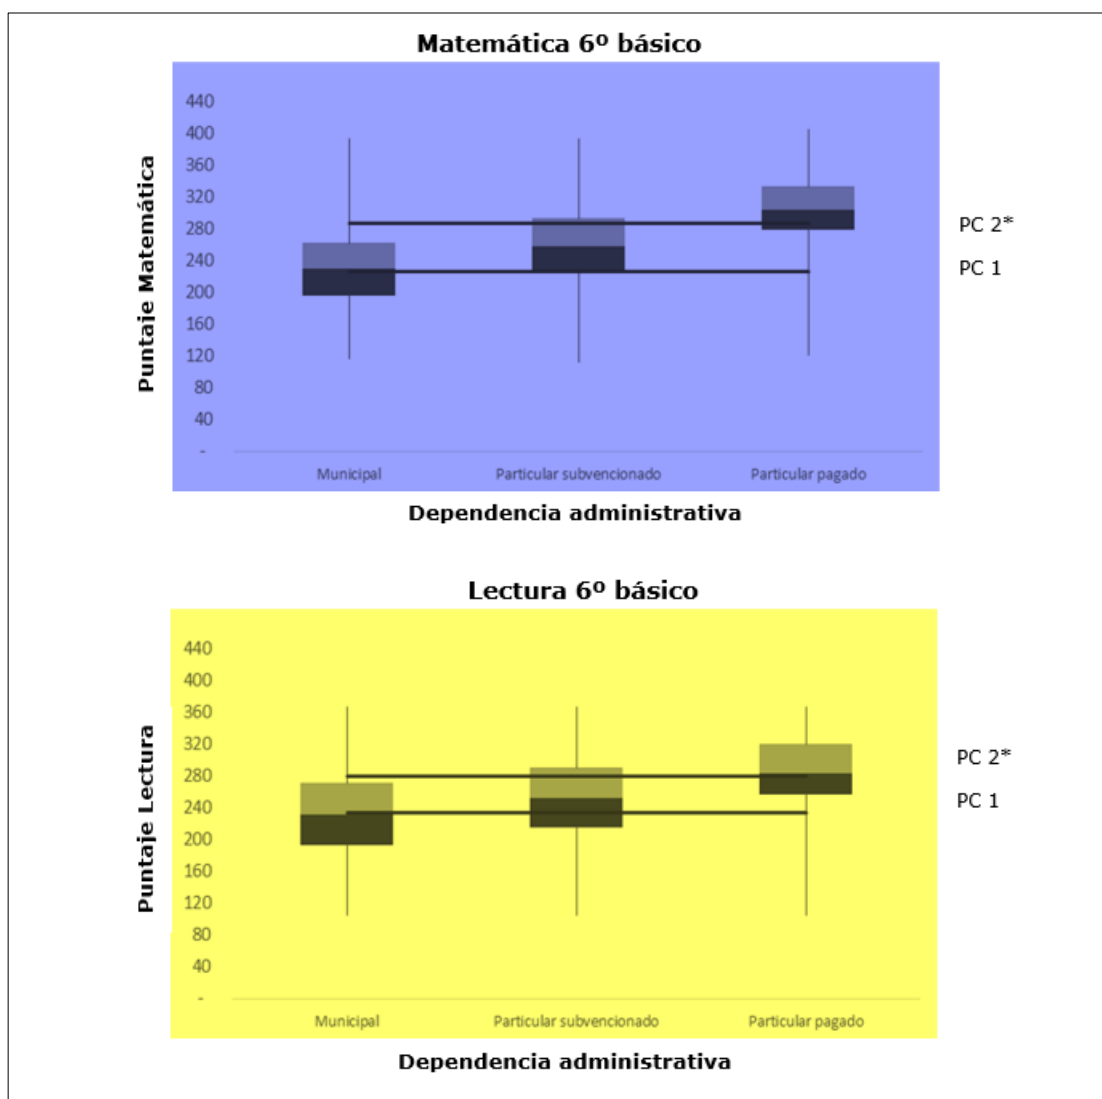 Matemática 6º básico
Puntaje Matemática
440
400
360
320
280
240
200
160
120
80
40
-
PC 2*
PC 1
Municipal
Particular subvencionado
Particular pagado
Dependencia administrativa
Lectura 6º básico
Puntaje Lectura
440
400
360
320
280
240
200
160
120
80
40
-
PC 2*
PC 1
Municipal
Particular subvencionado
Particular pagado
Dependencia administrativa